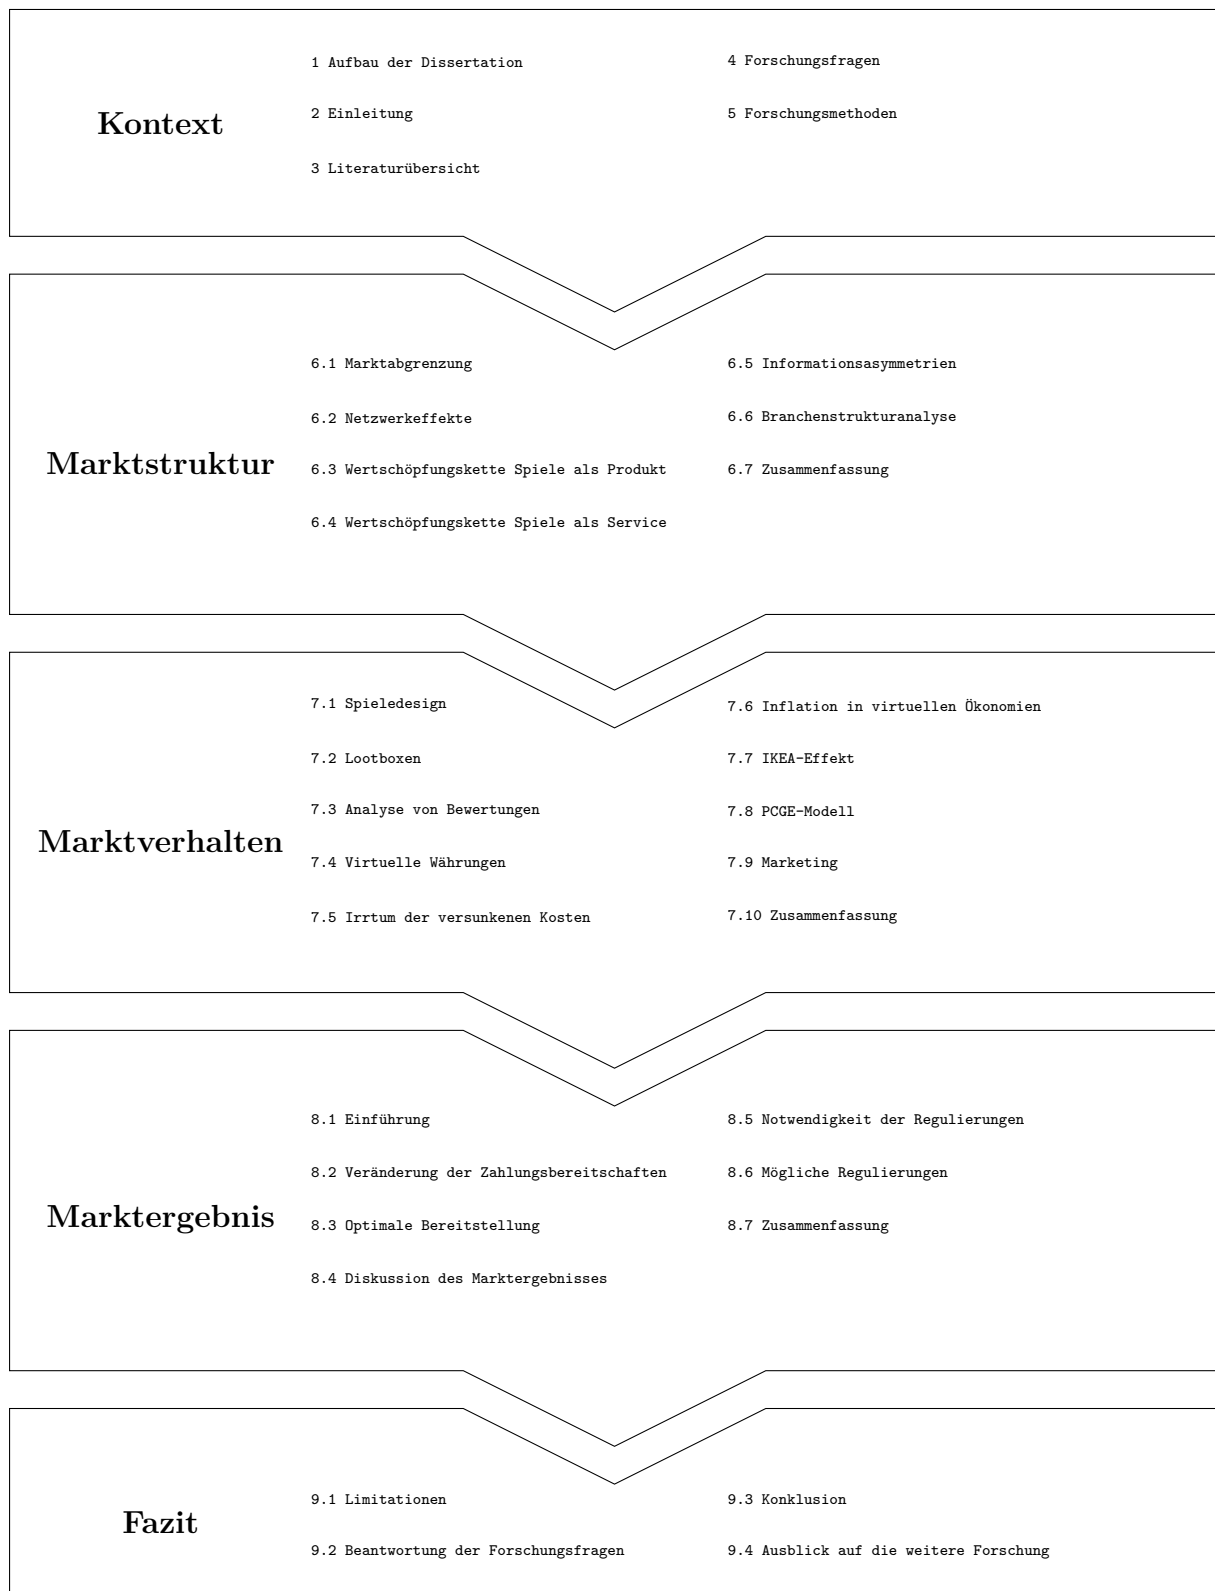 Kontext
1 Aufbau der Dissertation
2 Einleitung
3 Literaturübersicht
4 Forschungsfragen
5 Forschungsmethoden
Marktstruktur
6.1 Marktabgrenzung
6.2 Netzwerkeffekte
6.3 Wertschöpfungskette Spiele als Produkt
6.4 Wertschöpfungskette Spiele als Service
6.5 Informationsasymmetrien
6.6 Branchenstrukturanalyse
6.7 Zusammenfassung
Marktverhalten
7.1 Spieledesign
7.2 Lootboxen
7.3 Analyse von Bewertungen
7.4 Virtuelle Währungen
7.5 Irrtum der versunkenen Kosten
7.6 Inflation in virtuellen Ökonomien
7.7 IKEA-Effekt
7.8 PCGE-Modell
7.9 Marketing
7.10 Zusammenfassung
Marktergebnis
8.1 Einführung
8.2 Veränderung der Zahlungsbereitschaften
8.3 Optimale Bereitstellung
8.4 Diskussion des Marktergebnisses
8.5 Notwendigkeit der Regulierungen
8.6 Mögliche Regulierungen
8.7 Zusammenfassung
Fazit
9.1 Limitationen
9.2 Beantwortung der Forschungsfragen
9.3 Konklusion
9.4 Ausblick auf die weitere Forschung